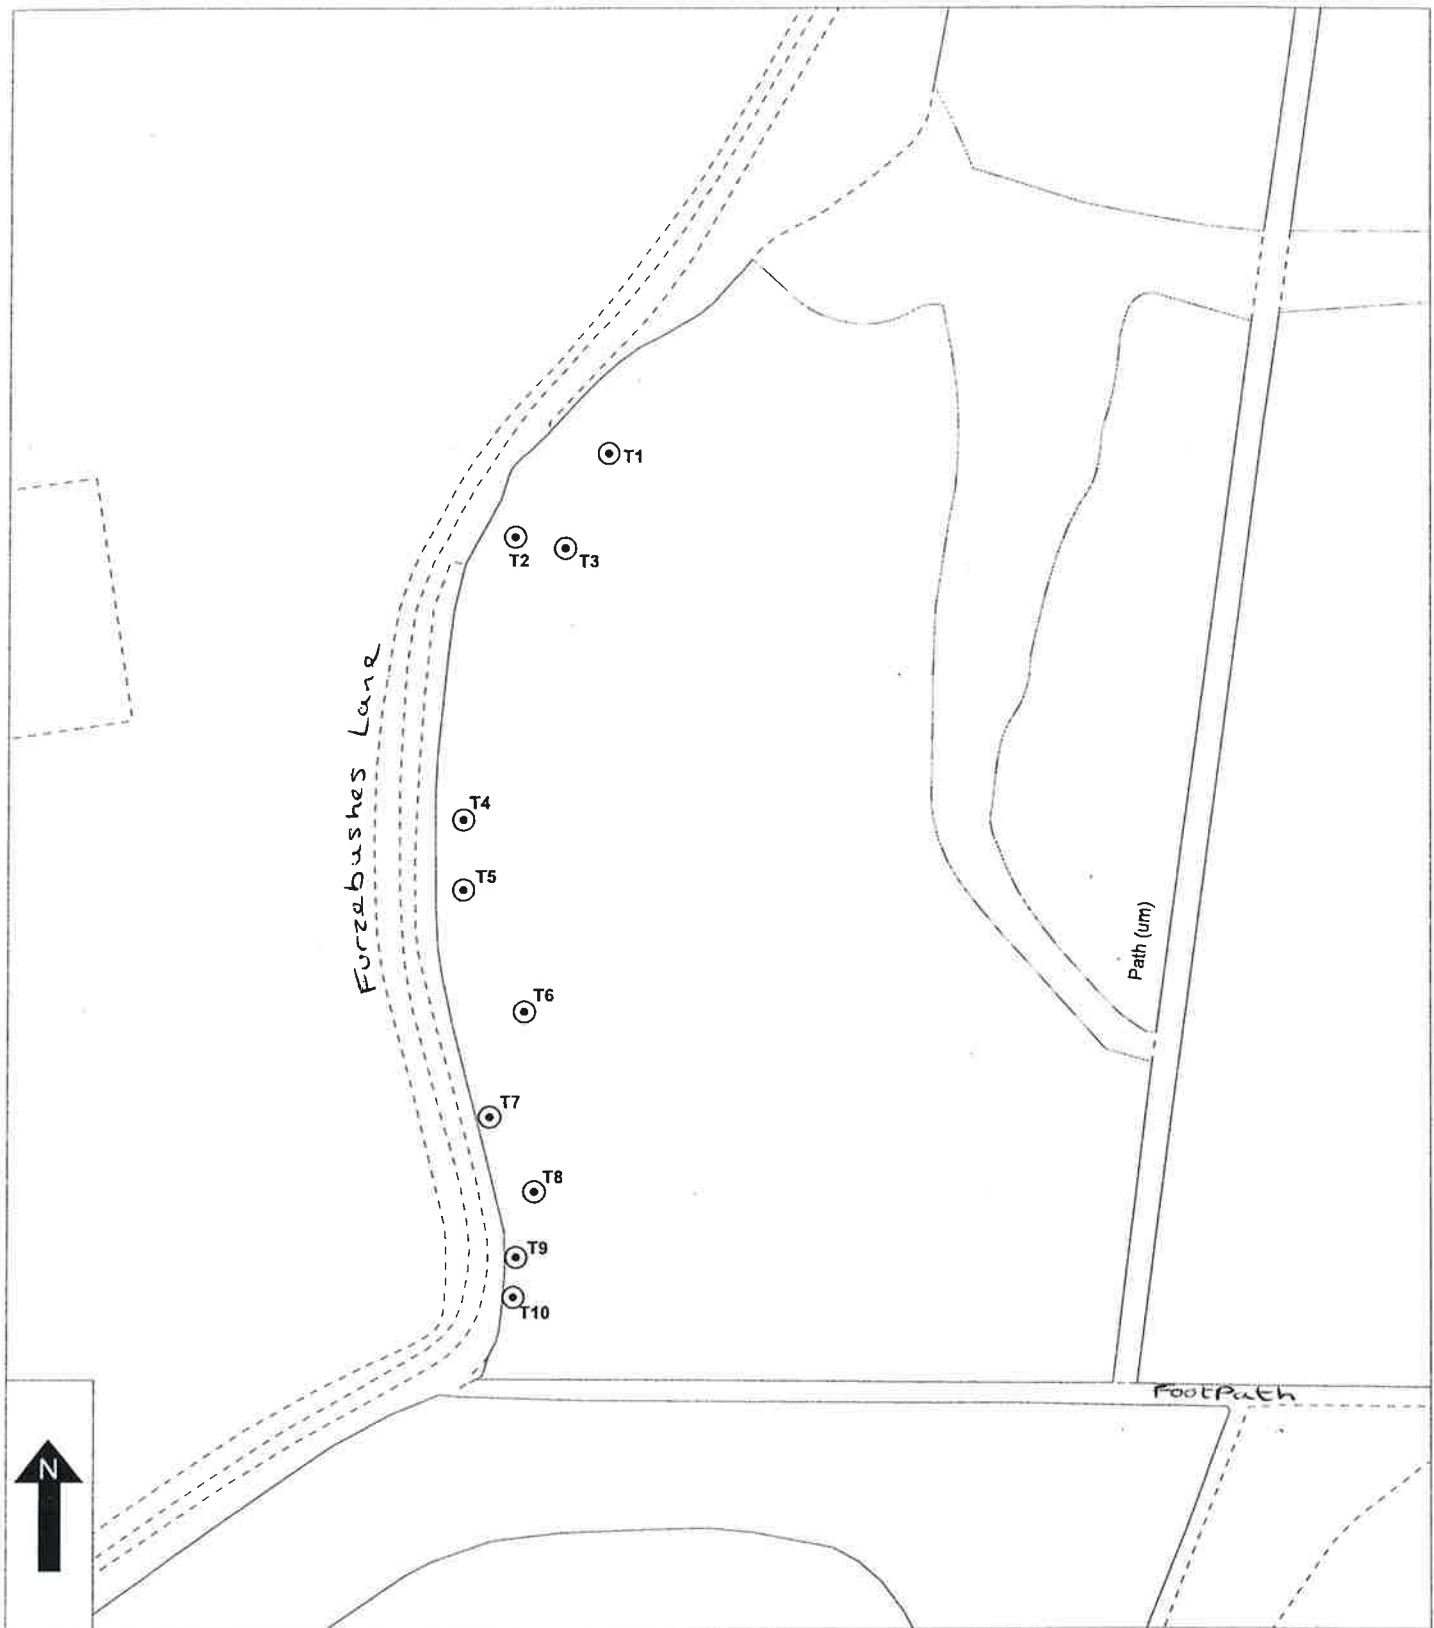 T1
T2
T3
Furzebushes Lane
T4
T5
Path (um)
T6
T7
T8
T9
T10
FootPath
N